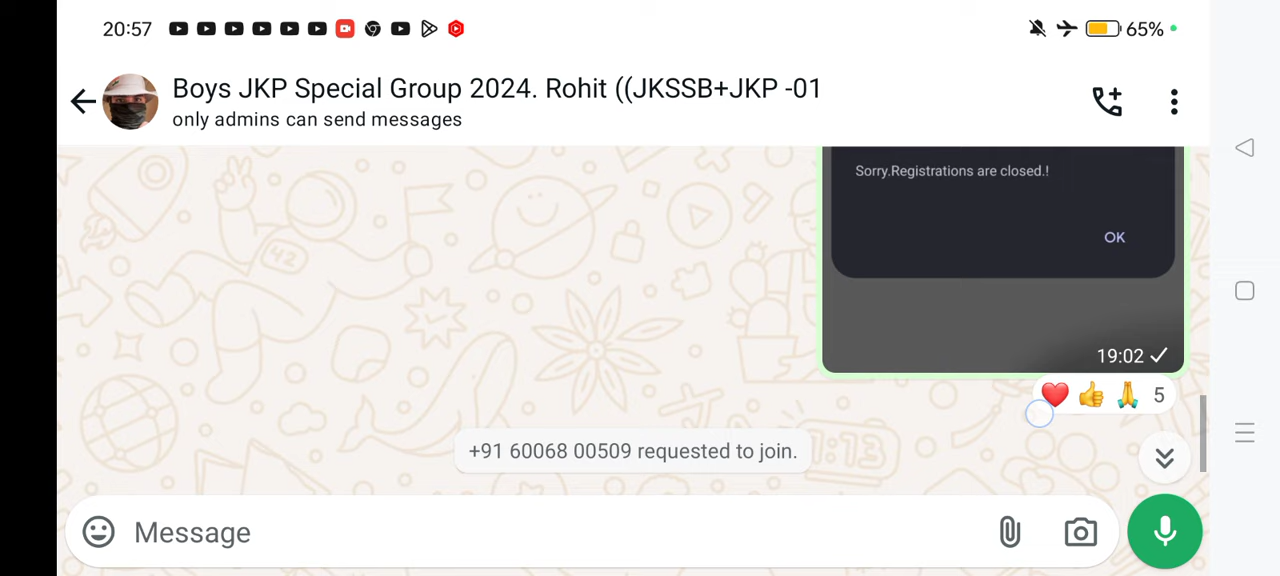 20:57
65%
Boys JKP Special Group 2024. Rohit ((JKSSB+JKP -01
only admins can send messages
Sorry.Registrations are closed.!
OK
19:02
5
+91 60068 00509 requested to join.
Message